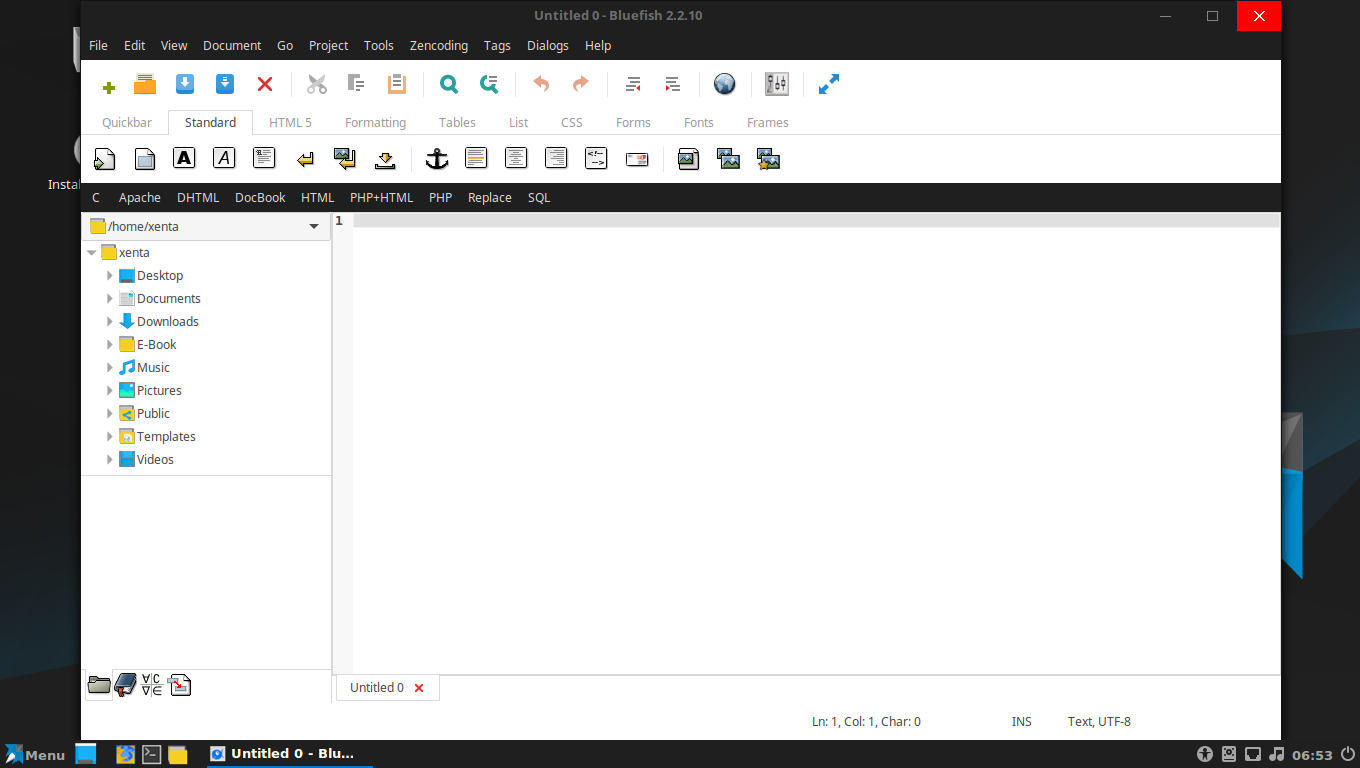 Untitled 0 - Bluefish 2.2.10
File Edit View Document Go Project Tools Zencoding Tags Dialogs Help
Quickbar Standard HTML 5 Formatting Tables List CSS Forms Fonts Frames
C Apache DHTML DocBook HTML PHP+HTML PHP Replace SQL
/home/xenta
1
xenta
Desktop
Documents
Downloads
E-Book
Music
Pictures
Public
Templates
Videos
Instal
Untitled 0
Ln: 1, Col: 1, Char: 0 INS Text, UTF-8
Menu Untitled 0 - Blu... 06:53